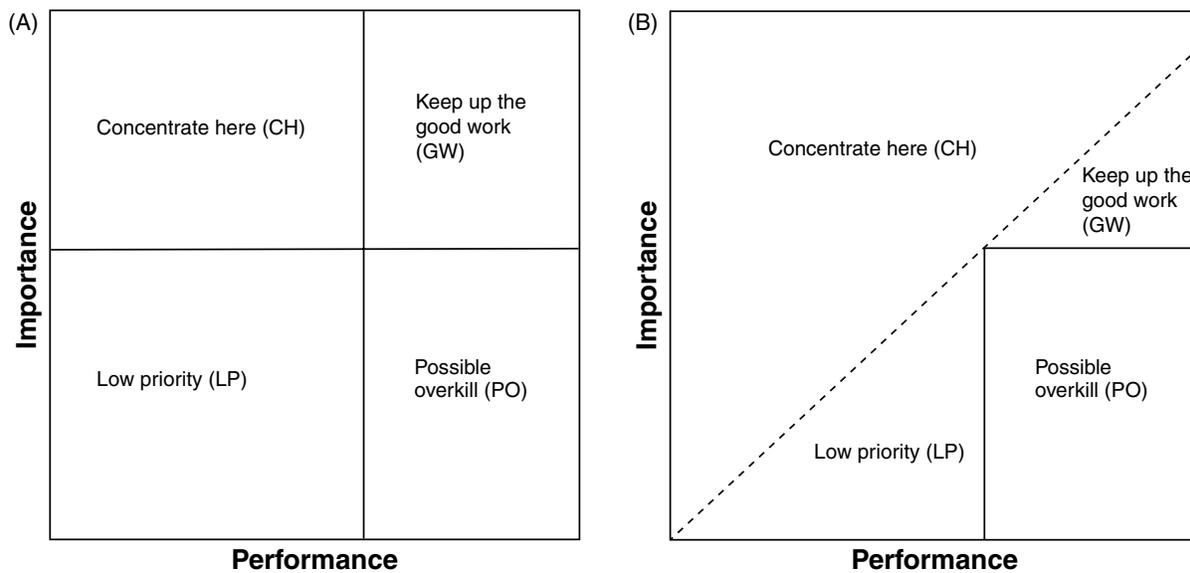 (A)
Concentrate here (CH)
Keep up the
good work
(GW)
Low priority (LP)
Possible
overkill (PO)
Importance
Performance
(B)
Concentrate here (CH)
Keep up the
good work
(GW)
Low priority (LP)
Possible
overkill (PO)
Importance
Performance